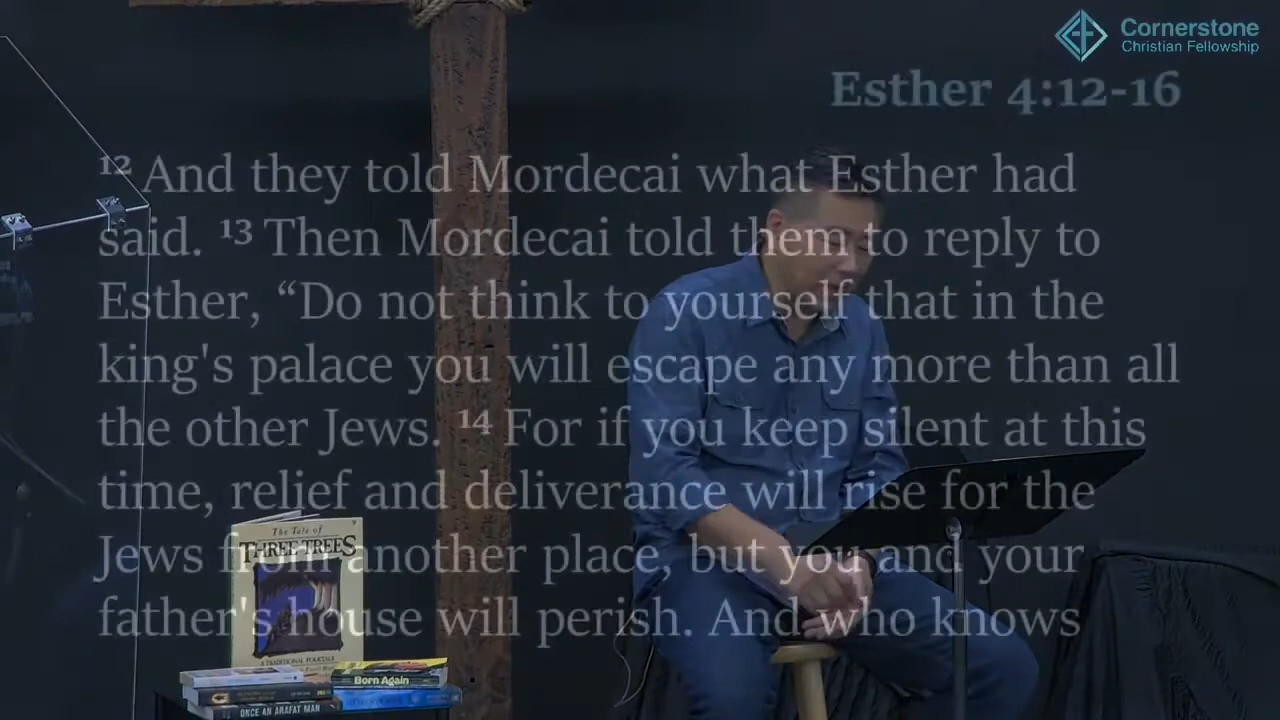 Cornerstone
Christian Fellowship
Esther 4:12-16
¹² And they told Mordecai what Esther had
said. ¹³ Then Mordecai told them to reply to
Esther, “Do not think to yourself that in the
king's palace you will escape any more than all
the other Jews. ¹⁴ For if you keep silent at this
time, relief and deliverance will rise for the
Jews from another place, but you and your
father's house will perish. And who knows
The Tale of
THREE TREES
A TRADITIONAL FOLKTALE
Born Again
ONCE AN ARAFAT MAN